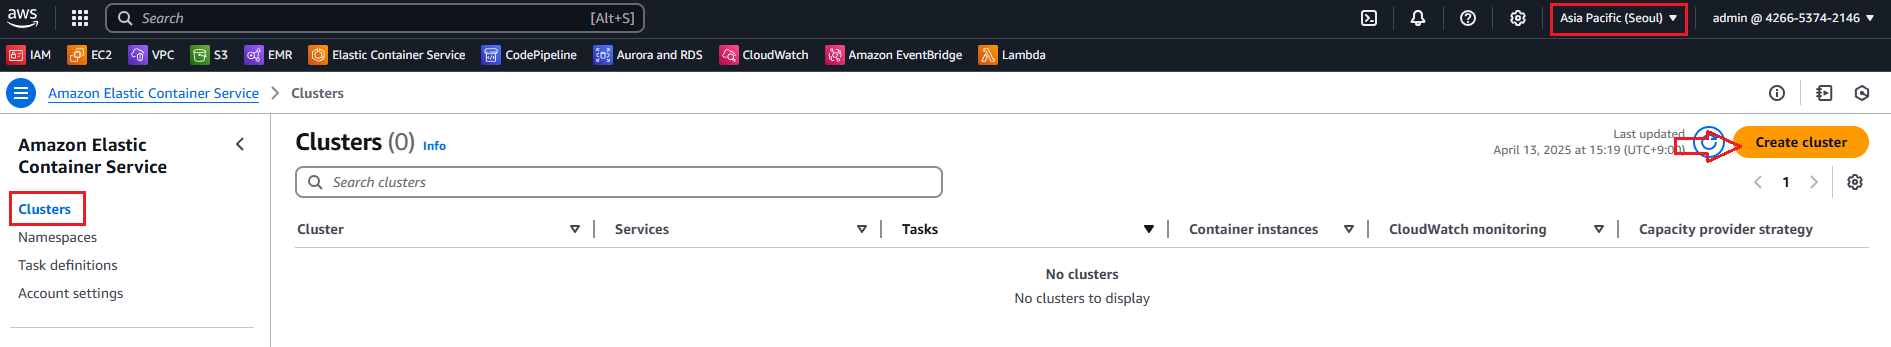 aws
Search [Alt+S]
Asia Pacific (Seoul) admin @ 4266-5374-2146
IAM EC2 VPC S3 EMR Elastic Container Service CodePipeline Aurora and RDS CloudWatch Amazon EventBridge Lambda
Amazon Elastic Container Service Clusters
Amazon Elastic
Container Service
Clusters
Namespaces
Task definitions
Account settings
Clusters (0) Info
Last updated
April 13, 2025 at 15:19 (UTC+9:00)
Create cluster
Search clusters
1
Cluster Services Tasks Container instances CloudWatch monitoring Capacity provider strategy
No clusters
No clusters to display